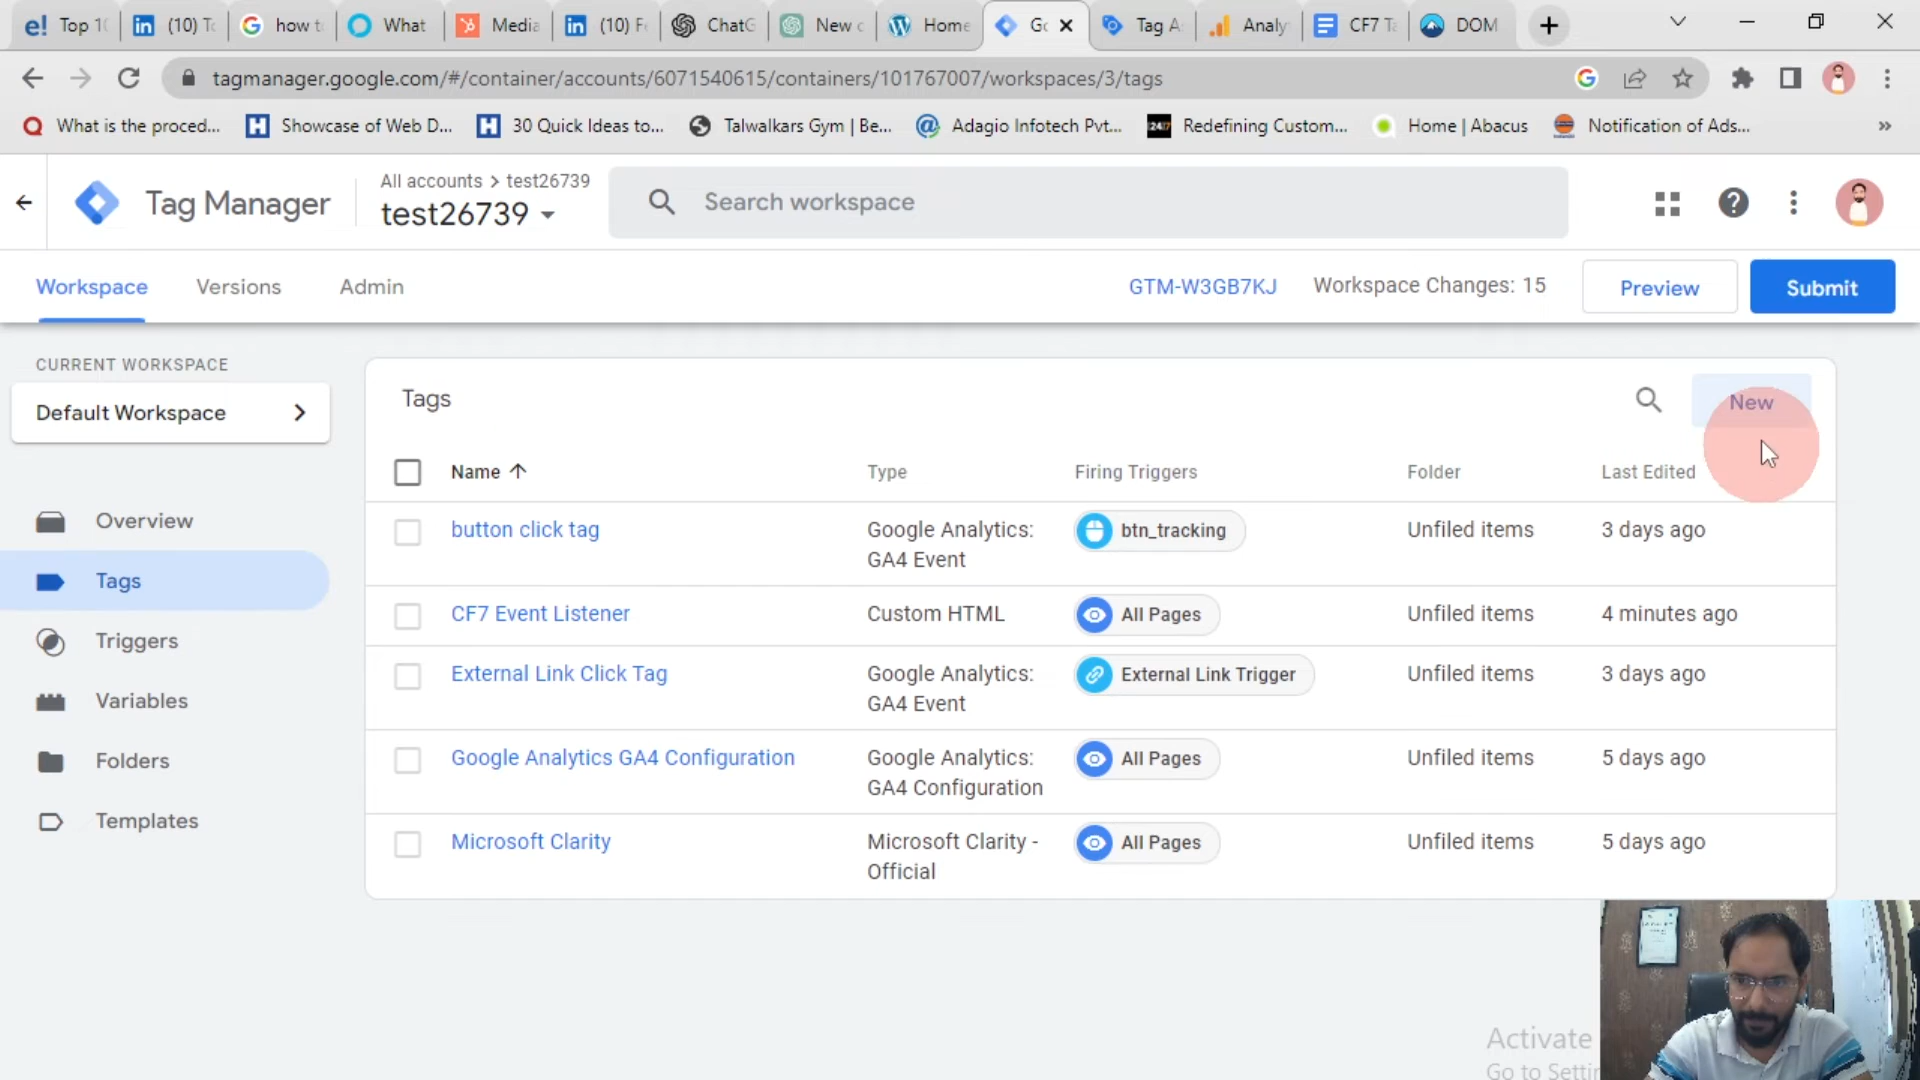 e! Top 1
(10) To
how t
What
Media
(10) Fe
ChatG
New c
Home
Go
Tag As
Analy
CF7 Ta
DOM
tagmanager.google.com/#/container/accounts/6071540615/containers/101767007/workspaces/3/tags
What is the proced...
Showcase of Web D...
30 Quick Ideas to...
Talwalkars Gym | Be...
Adagio Infotech Pvt...
Redefining Custom...
Home | Abacus
Notification of Ads...
»
Tag Manager
All accounts > test26739
test26739
Search workspace
Workspace
Versions
Admin
GTM-W3GB7KJ
Workspace Changes: 15
Preview
Submit
CURRENT WORKSPACE
Default Workspace
Overview
Tags
Triggers
Variables
Folders
Templates
Tags
New
Name
Type
Firing Triggers
Folder
Last Edited
button click tag
Google Analytics:
GA4 Event
btn_tracking
Unfiled items
3 days ago
CF7 Event Listener
Custom HTML
All Pages
Unfiled items
4 minutes ago
External Link Click Tag
Google Analytics:
GA4 Event
External Link Trigger
Unfiled items
3 days ago
Google Analytics GA4 Configuration
Google Analytics:
GA4 Configuration
All Pages
Unfiled items
5 days ago
Microsoft Clarity
Microsoft Clarity -
Official
All Pages
Unfiled items
5 days ago
Activate
Go to Settin